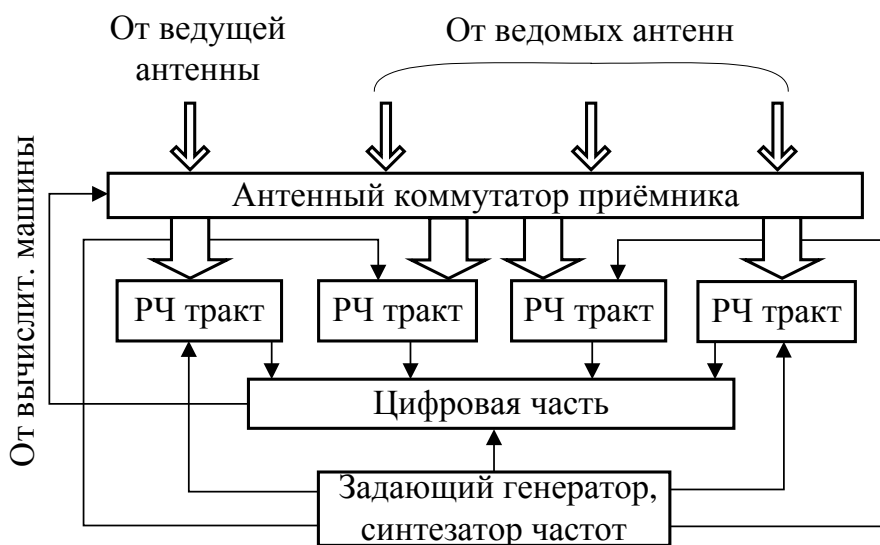 От ведущей
антенны
От ведомых антенн
От вычислит. машины
Антенный коммутатор приёмника
РЧ тракт
РЧ тракт
РЧ тракт
РЧ тракт
Цифровая часть
Задающий генератор,
синтезатор частот